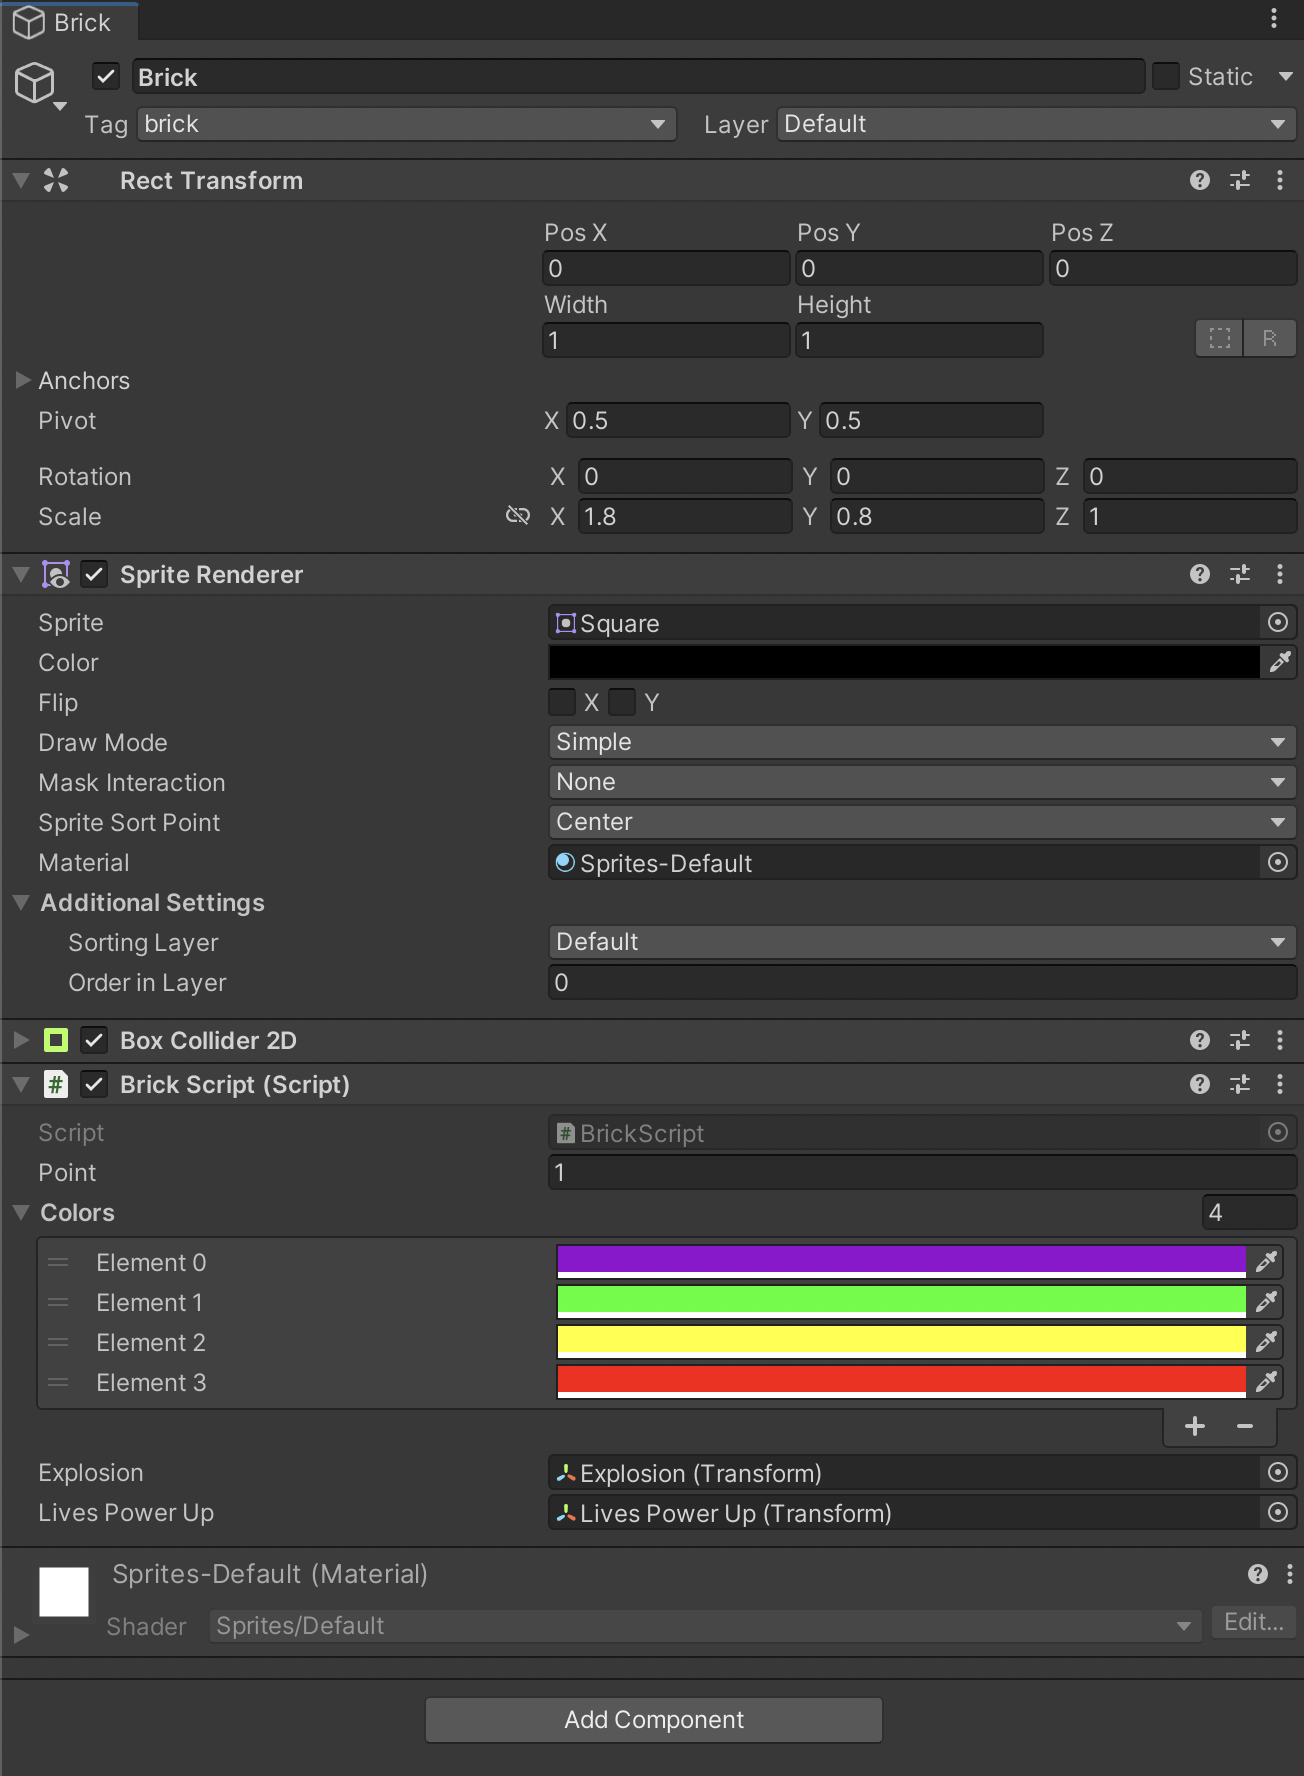 Brick
Brick Static
Tag brick Layer Default
Rect Transform
Pos X Pos Y Pos Z
0 0 0
Width Height
1 1 R
Anchors
Pivot X 0.5 Y 0.5
Rotation X 0 Y 0 Z 0
Scale X 1.8 Y 0.8 Z 1
Sprite Renderer
Sprite Square
Color
Flip X Y
Draw Mode Simple
Mask Interaction None
Sprite Sort Point Center
Material Sprites-Default
Additional Settings
Sorting Layer Default
Order in Layer 0
Box Collider 2D
# Brick Script (Script)
Script # BrickScript
Point 1
Colors 4
Element 0
Element 1
Element 2
Element 3
+ −
Explosion Explosion (Transform)
Lives Power Up Lives Power Up (Transform)
Sprites-Default (Material)
Shader Sprites/Default Edit...
Add Component